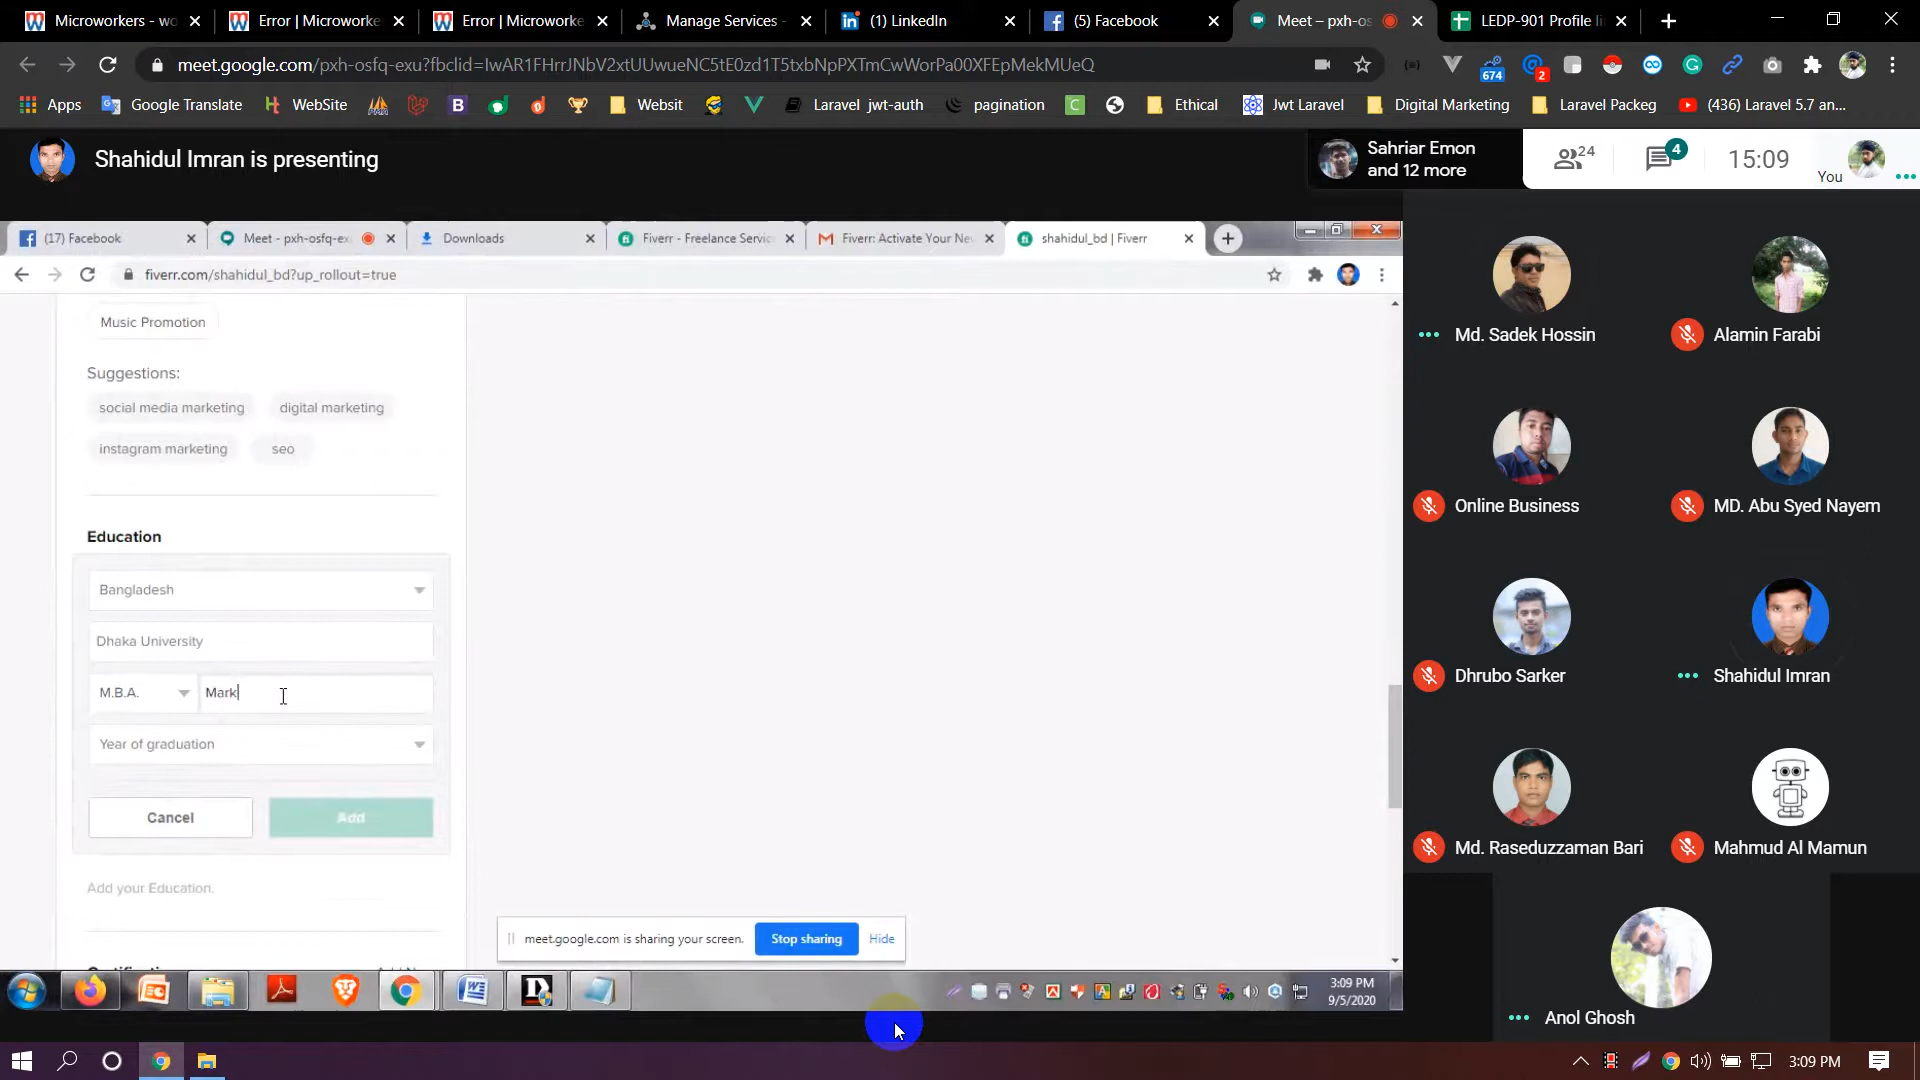 Microworkers - wo
Error | Microworke
Error | Microworke
Manage Services -
(1) LinkedIn
(5) Facebook
Meet – pxh-os
LEDP-901 Profile li
meet.google.com/pxh-osfq-exu?fbclid=IwAR1FHrrJNbV2xtUUwueNC5tE0zd1T5txbNpPXTmCwWorPa00XFEpMekMUeQ
674
2
Apps
Google Translate
WebSite
Websit
Laravel jwt-auth
pagination
Ethical
Jwt Laravel
Digital Marketing
Laravel Packeg
(436) Laravel 5.7 an...
Shahidul Imran is presenting
Sahriar Emon
and 12 more
24
4
15:09
You
(17) Facebook
Meet - pxh-osfq-ex
Downloads
Fiverr - Freelance Servic
Fiverr: Activate Your Ne
shahidul_bd | Fiverr
fiverr.com/shahidul_bd?up_rollout=true
Music Promotion
Suggestions:
social media marketing
digital marketing
instagram marketing
seo
Education
Bangladesh
Dhaka University
M.B.A.
Mark
Year of graduation
Cancel
Add
Add your Education.
meet.google.com is sharing your screen.
Stop sharing
Hide
3:09 PM
9/5/2020
Md. Sadek Hossin
Alamin Farabi
Online Business
MD. Abu Syed Nayem
Dhrubo Sarker
Shahidul Imran
Md. Raseduzzaman Bari
Mahmud Al Mamun
Anol Ghosh
3:09 PM